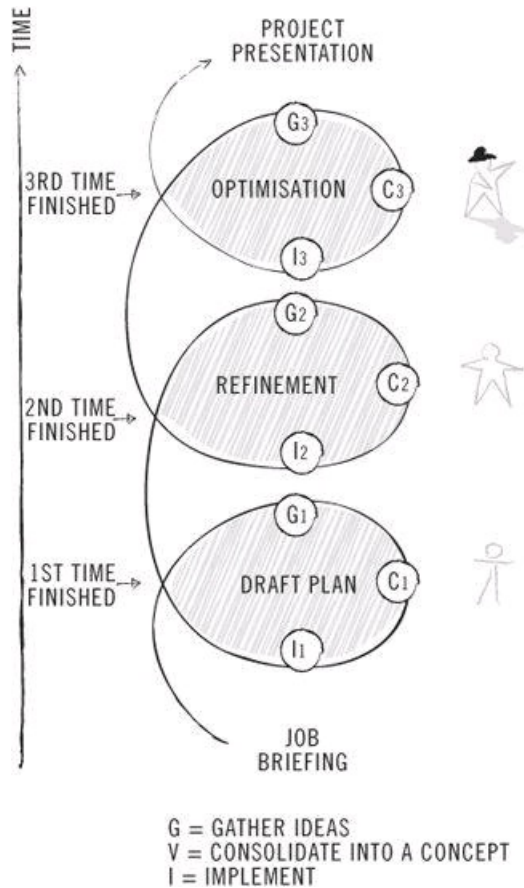 TIME
PROJECT
PRESENTATION
G3
3RD TIME
FINISHED
OPTIMISATION
C3
I3
G2
REFINEMENT
C2
2ND TIME
FINISHED
I2
G1
1ST TIME
FINISHED
DRAFT PLAN
C1
I1
JOB
BRIEFING
G = GATHER IDEAS
V = CONSOLIDATE INTO A CONCEPT
I = IMPLEMENT